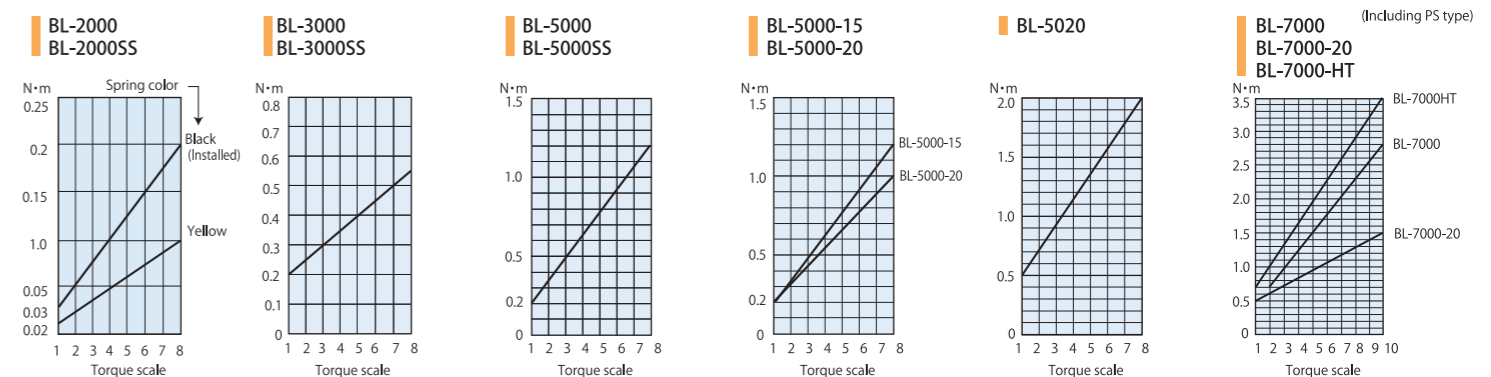 BL-2000
BL-2000SS
N•m
Spring color
0.25
0.2
0.15
1.0
0.05
0.03
0.02
Black
(Installed)
Yellow
1 2 3 4 5 6 7 8
Torque scale
BL-3000
BL-3000SS
N•m
0.8
0.7
0.6
0.5
0.4
0.3
0.2
0.1
0
1 2 3 4 5 6 7 8
Torque scale
BL-5000
BL-5000SS
N•m
1.5
1.0
0.5
0.2
0
1 2 3 4 5 6 7 8
Torque scale
BL-5000-15
BL-5000-20
N•m
1.5
1.0
0.5
0.2
0
BL-5000-15
BL-5000-20
1 2 3 4 5 6 7 8
Torque scale
BL-5020
N•m
2.0
1.5
1.0
0.5
0
1 2 3 4 5 6 7 8
Torque scale
(Including PS type)
BL-7000
BL-7000-20
BL-7000-HT
N•m
3.5
3.0
2.5
2.0
1.5
1.0
0.5
0
BL-7000HT
BL-7000
BL-7000-20
1 2 3 4 5 6 7 8 9 10
Torque scale